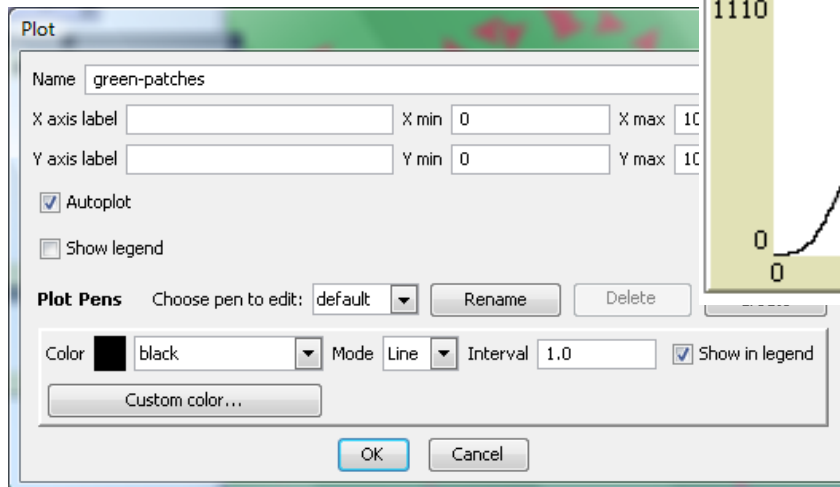 Plot
Name green-patches
X axis label X min 0 X max 10
Y axis label Y min 0 Y max 10
Autoplot
Show legend
Plot Pens Choose pen to edit: default Rename Delete
Color black Mode Line Interval 1.0 Show in legend
Custom color...
OK Cancel
1110
0
0